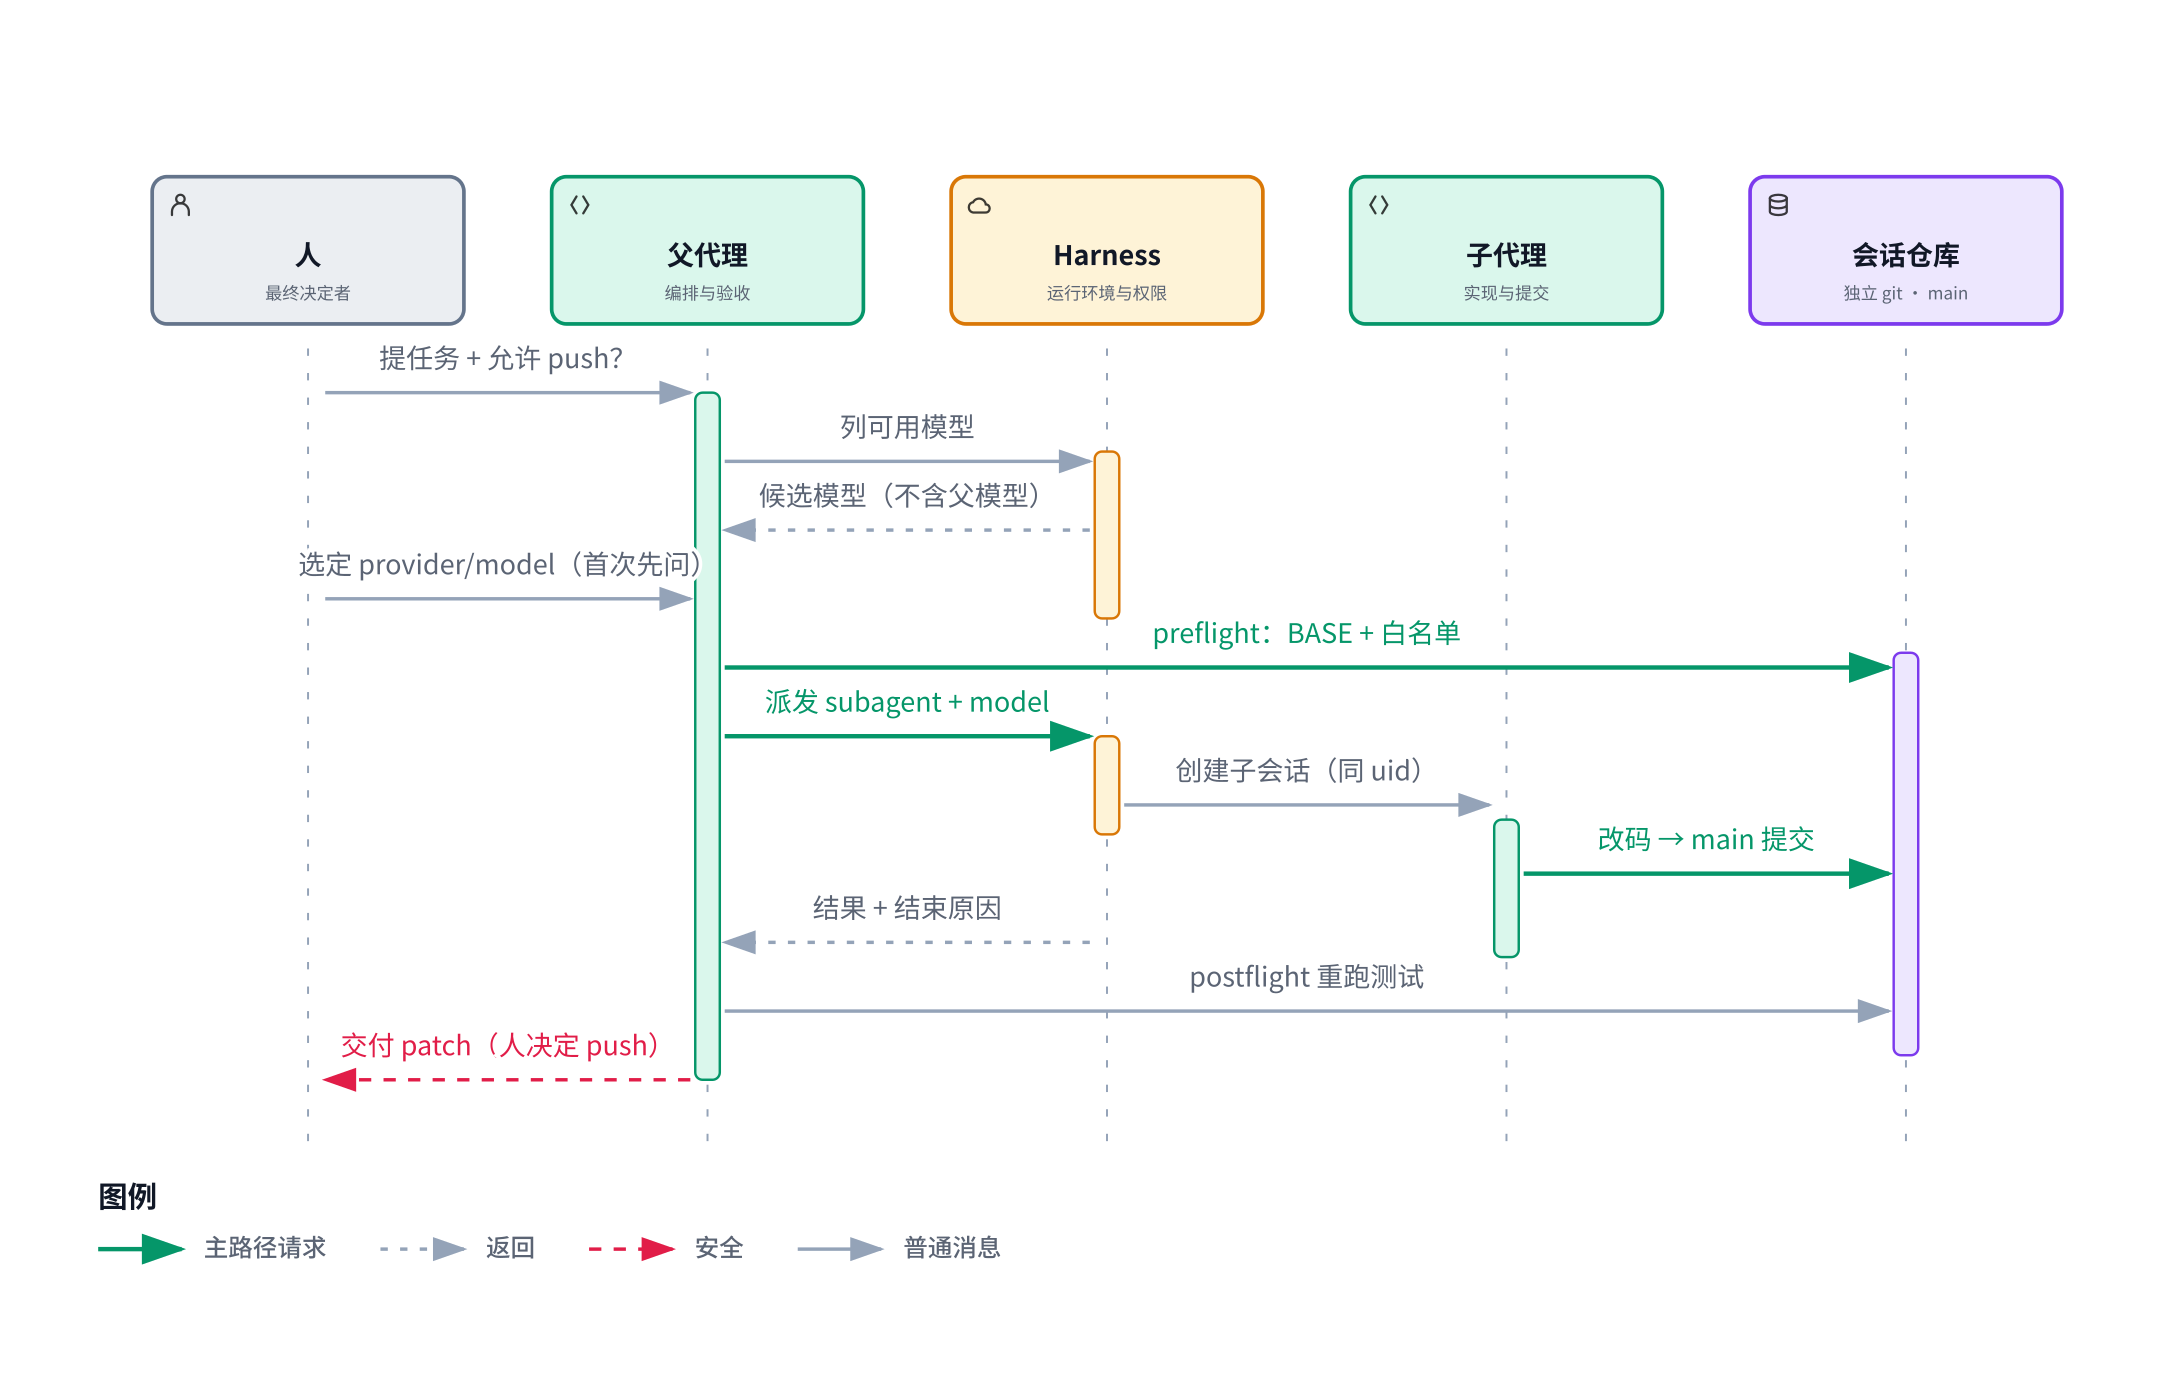 人
最终决定者
父代理
编排与验收
Harness
运行环境与权限
子代理
实现与提交
会话仓库
独立 git · main
提任务 + 允许 push?
列可用模型
候选模型（不含父模型）
选定 provider/model（首次先问）
preflight：BASE + 白名单
派发 subagent + model
创建子会话（同 uid）
改码 → main 提交
结果 + 结束原因
postflight 重跑测试
交付 patch（人决定 push）
图例
主路径请求
返回
安全
普通消息